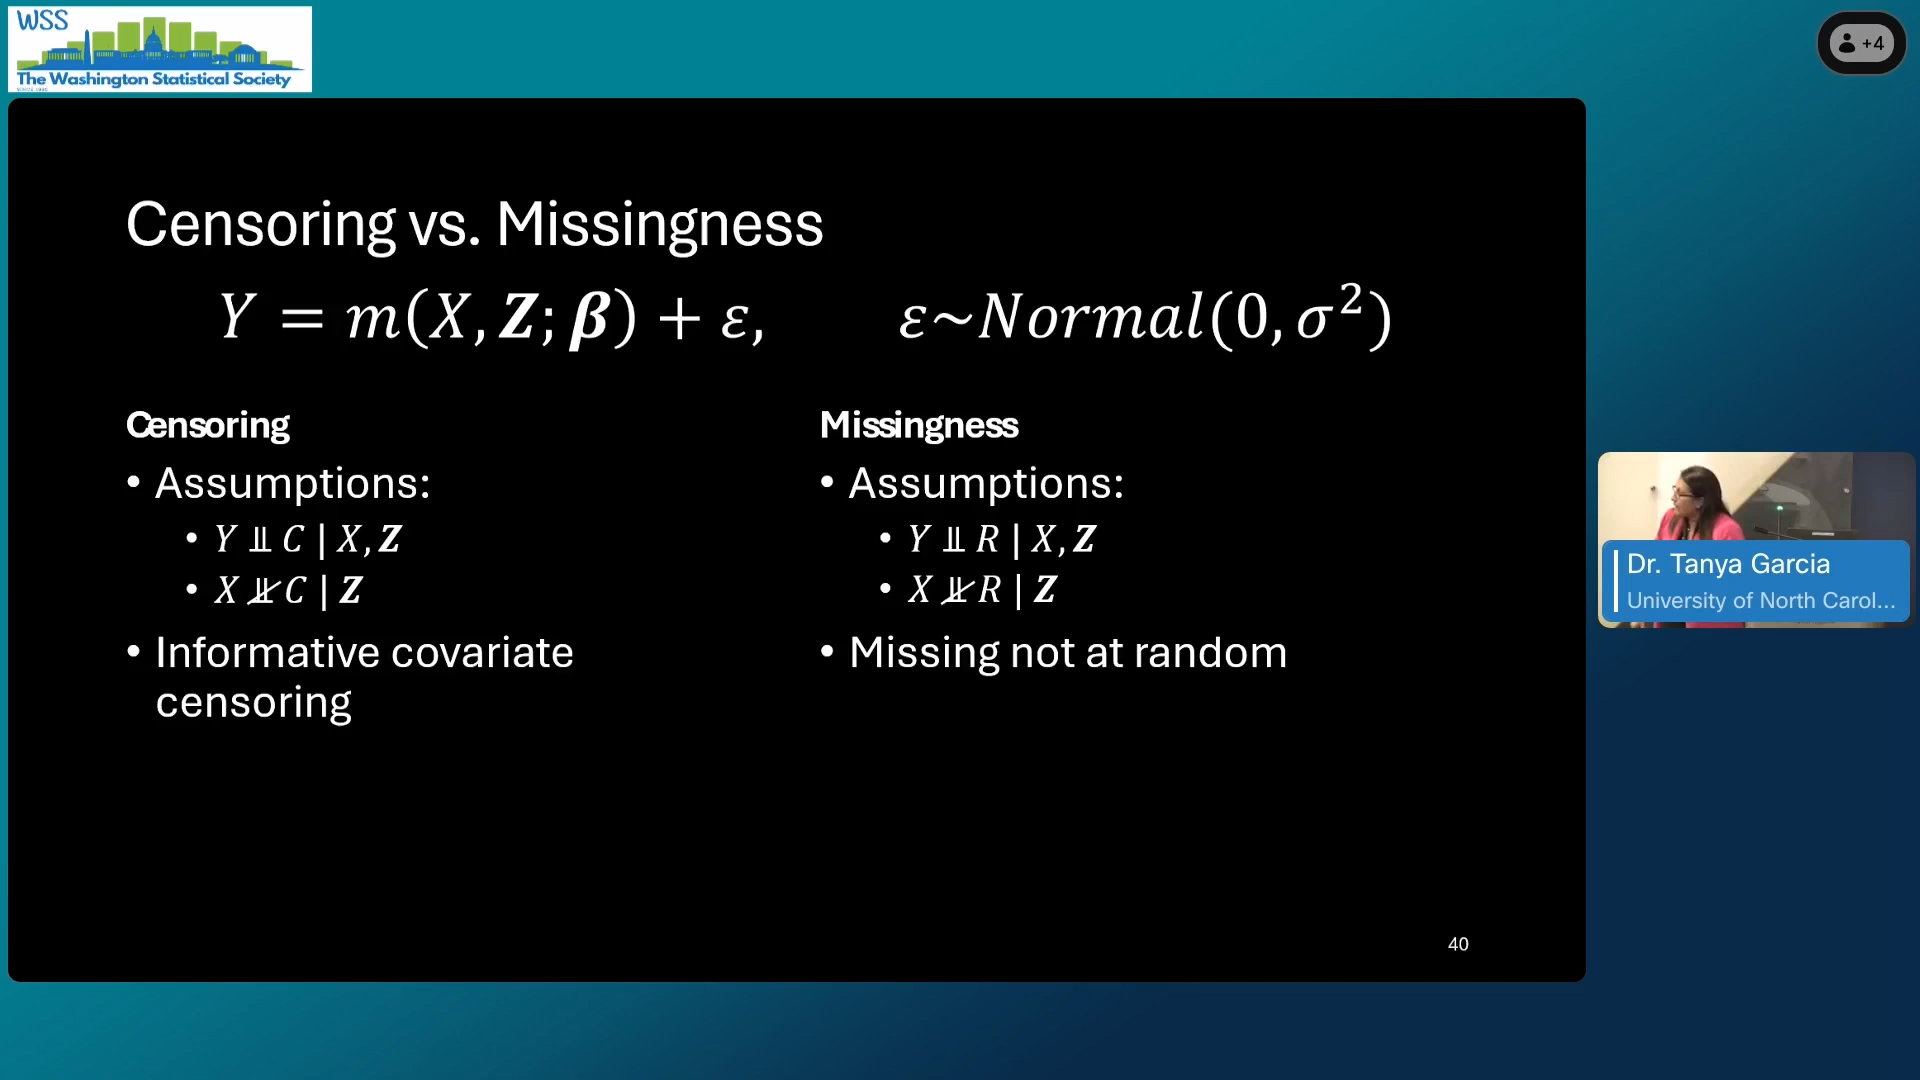 WSS
The Washington Statistical Society
+4
Censoring vs. Missingness
Y = m(X, Z; β) + ε, ε~Normal(0, σ²)
Censoring
• Assumptions:
• Y ⫫ C | X, Z
• X ⫫̸ C | Z
• Informative covariate
censoring
Missingness
• Assumptions:
• Y ⫫ R | X, Z
• X ⫫̸ R | Z
• Missing not at random
40
Dr. Tanya Garcia
University of North Carol...